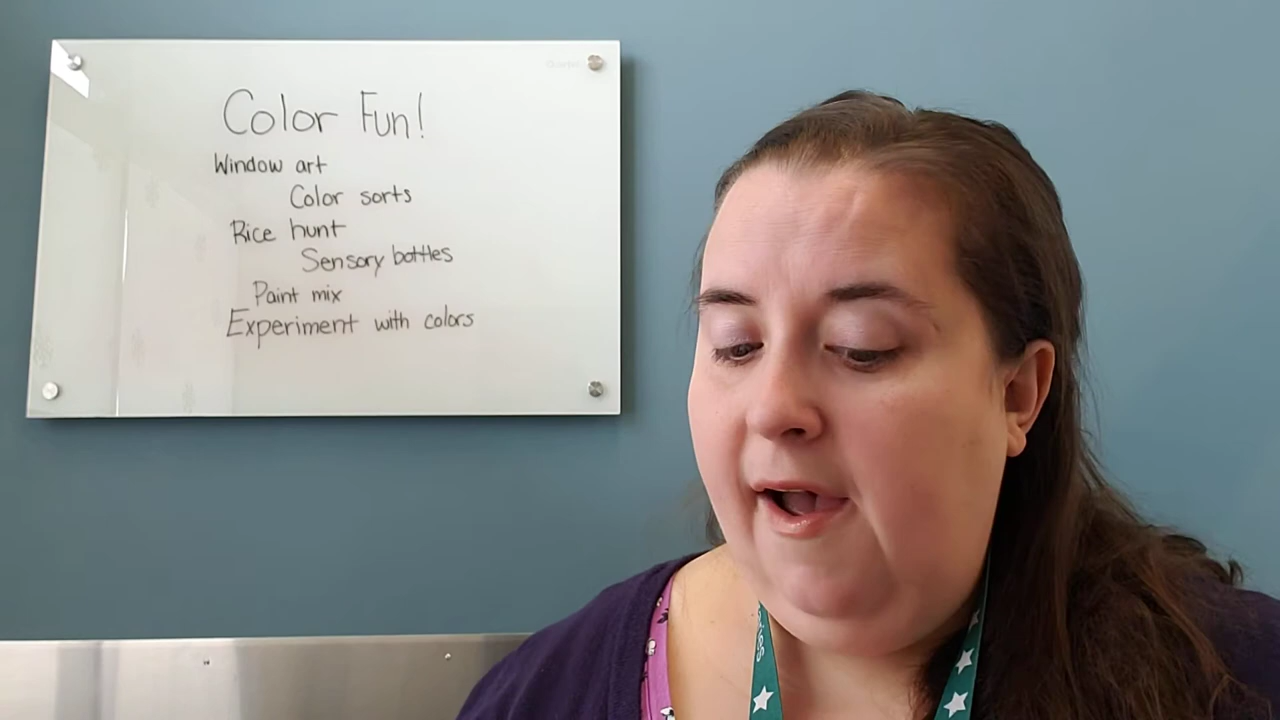 Color Fun!
Window art
Color sorts
Rice hunt
Sensory bottles
Paint mix
Experiment with colors